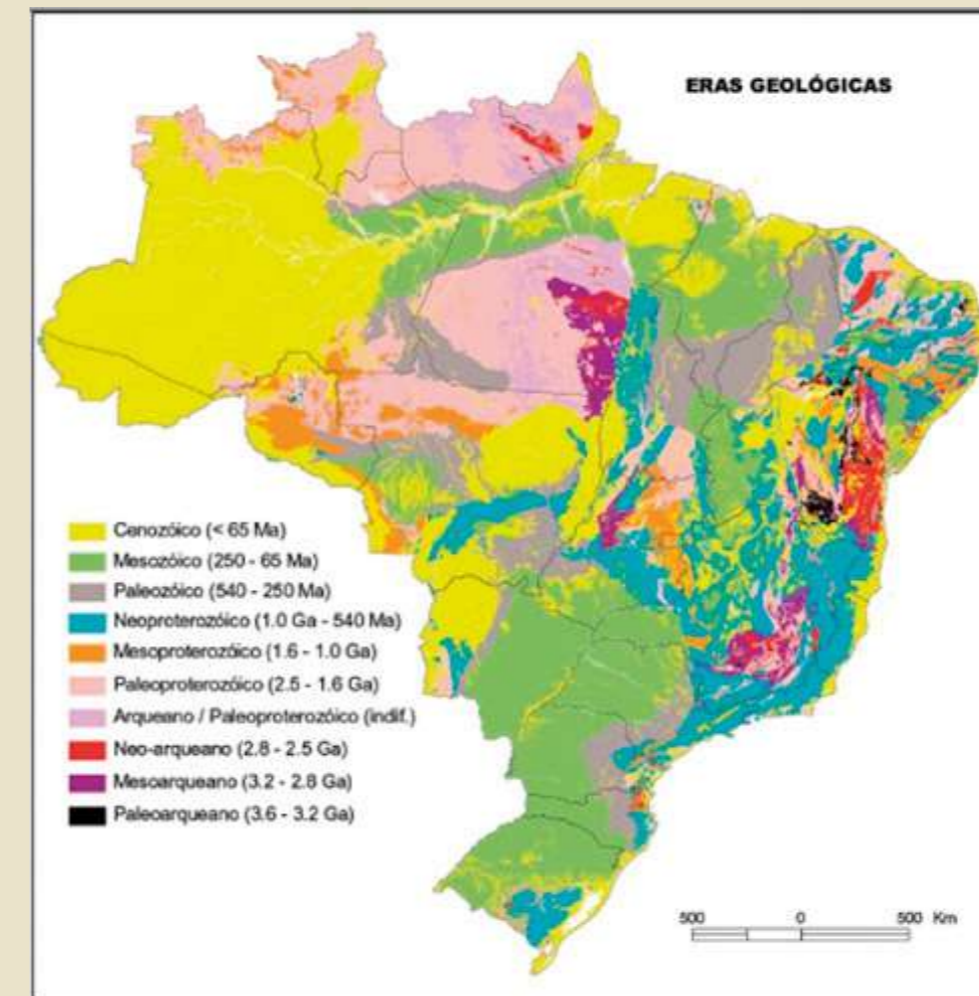 ERAS GEOLÓGICAS
Cenozóico (< 65 Ma)
Mesozóico (250 - 65 Ma)
Paleozóico (540 - 250 Ma)
Neoproterozóico (1.0 Ga - 540 Ma)
Mesoproterozóico (1.6 - 1.0 Ga)
Paleoproterozóico (2.5 - 1.6 Ga)
Arqueano / Paleoproterozóico (indif.)
Neo-arqueano (2.8 - 2.5 Ga)
Mesoarqueano (3.2 - 2.8 Ga)
Paleoarqueano (3.6 - 3.2 Ga)
500 0 500 Km